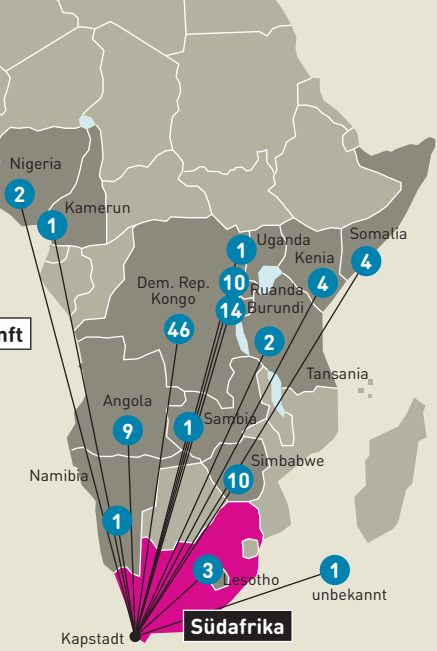 Nigeria
2
Kamerun
1
Uganda
1
Somalia
4
Kenia
4
Dem. Rep.
Kongo
46
10
Ruanda
14
Burundi
2
nft
Tansania
Angola
9
1
Sambia
Simbabwe
10
Namibia
1
3
Lesotho
1
unbekannt
Südafrika
Kapstadt